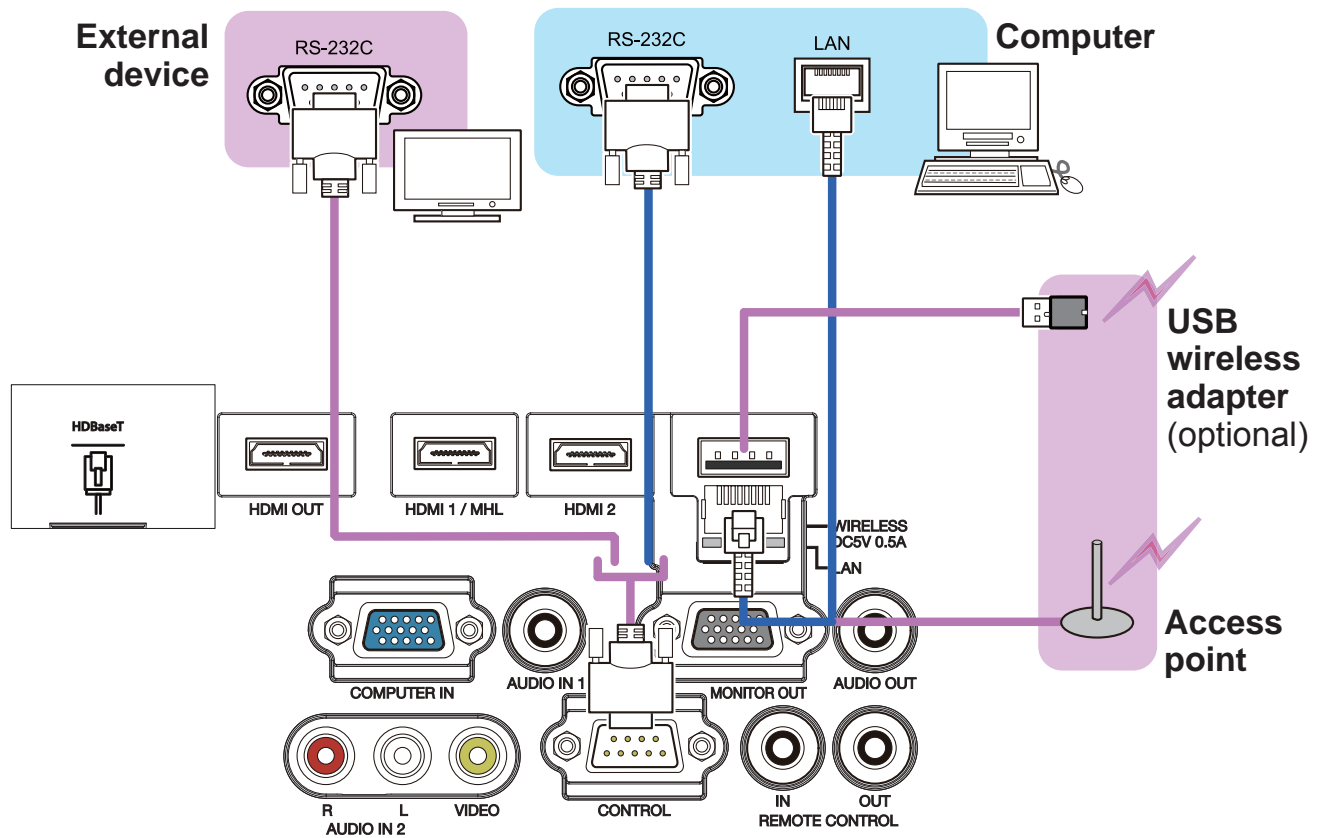 External
device
RS-232C
RS-232C
LAN
Computer
USB
wireless
adapter
(optional)
HDBaseT
HDMI OUT
HDMI 1 / MHL
HDMI 2
WIRELESS
DC5V 0.5A
LAN
Access
point
COMPUTER IN
AUDIO IN 1
MONITOR OUT
AUDIO OUT
R
L
VIDEO
AUDIO IN 2
CONTROL
IN
OUT
REMOTE CONTROL